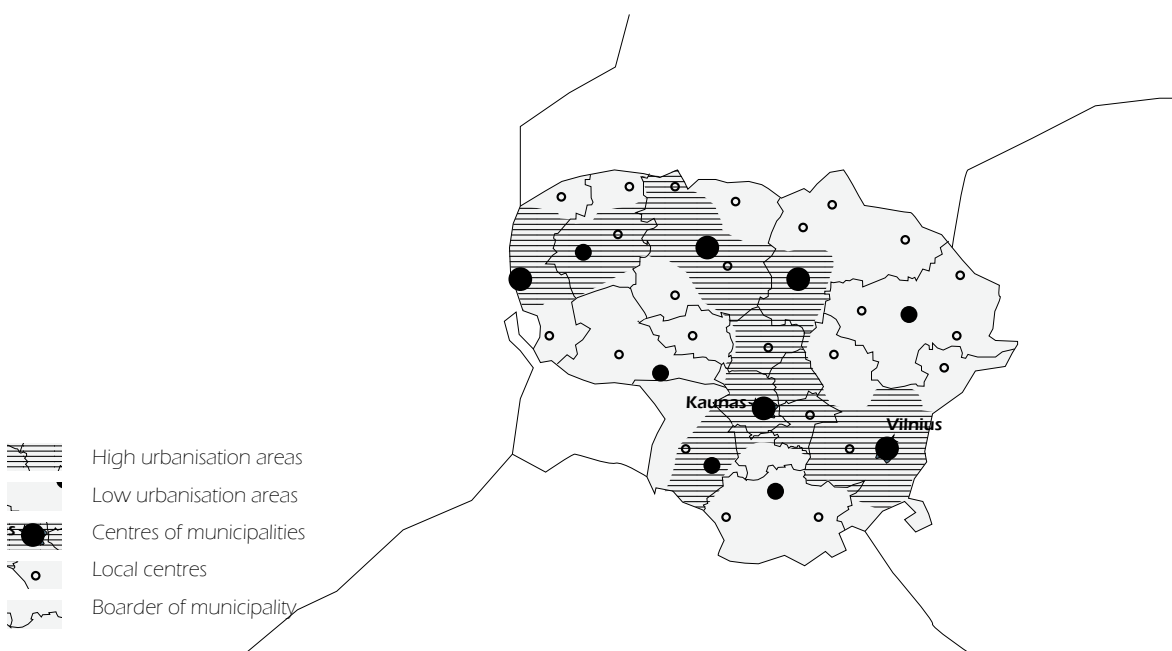 Kaunas
Vilnius
High urbanisation areas
Low urbanisation areas
s
Centres of municipalities
Local centres
Boarder of municipality